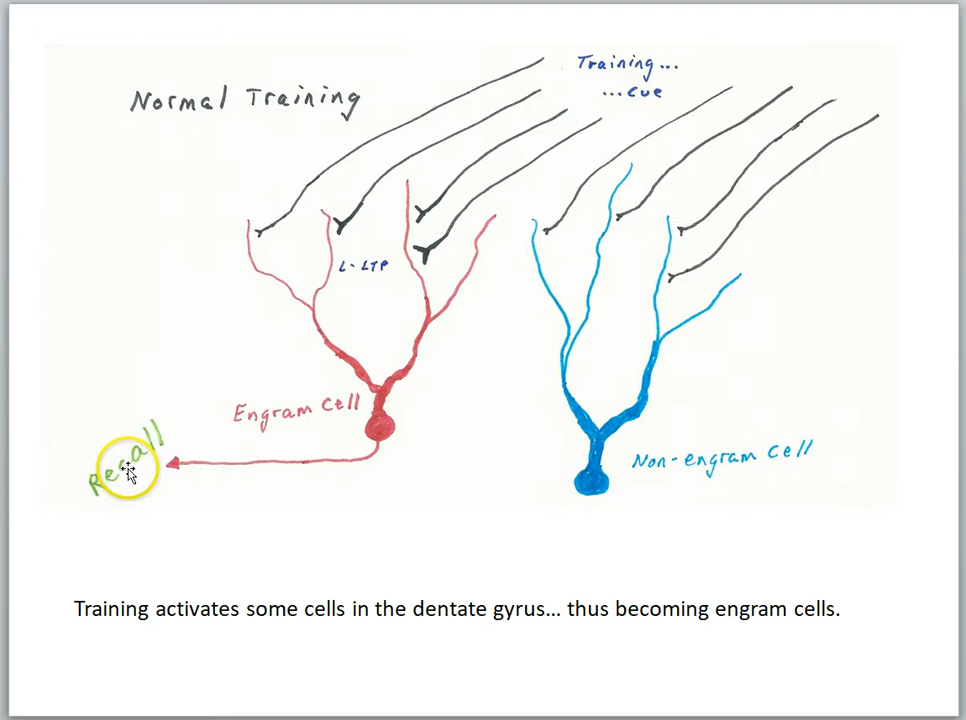 Training...
...cue
Normal Training
L-LTP
Engram Cell
Recall
Non-engram Cell
Training activates some cells in the dentate gyrus... thus becoming engram cells.